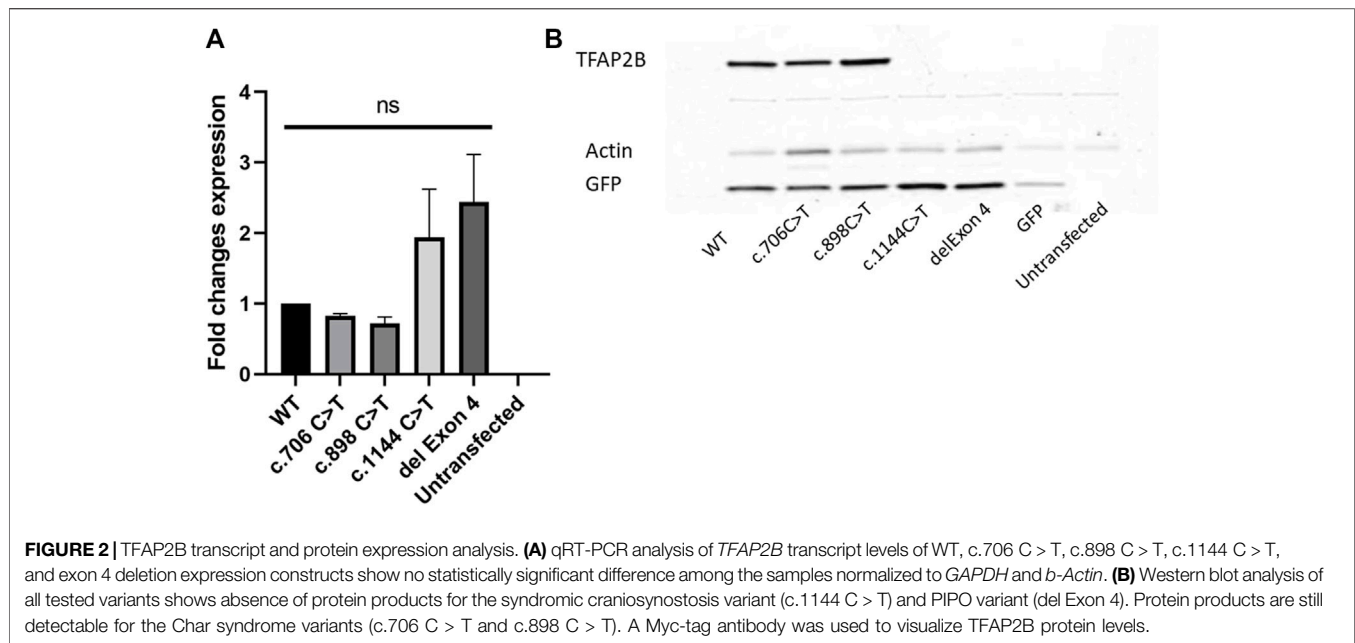 A
B
Fold changes expression
4
3
2
1
0
ns
WT
c.706 C>T
c.898 C>T
c.1144 C>T
del Exon 4
Untransfected
TFAP2B
Actin
GFP
WT
c.706C>T
c.898C>T
c.1144C>T
delExon 4
GFP
Untransfected
FIGURE 2 | TFAP2B transcript and protein expression analysis. (A) qRT-PCR analysis of TFAP2B transcript levels of WT, c.706 C > T, c.898 C > T, c.1144 C > T,
and exon 4 deletion expression constructs show no statistically significant difference among the samples normalized to GAPDH and b-Actin. (B) Western blot analysis of
all tested variants shows absence of protein products for the syndromic craniosynostosis variant (c.1144 C > T) and PIPO variant (del Exon 4). Protein products are still
detectable for the Char syndrome variants (c.706 C > T and c.898 C > T). A Myc-tag antibody was used to visualize TFAP2B protein levels.